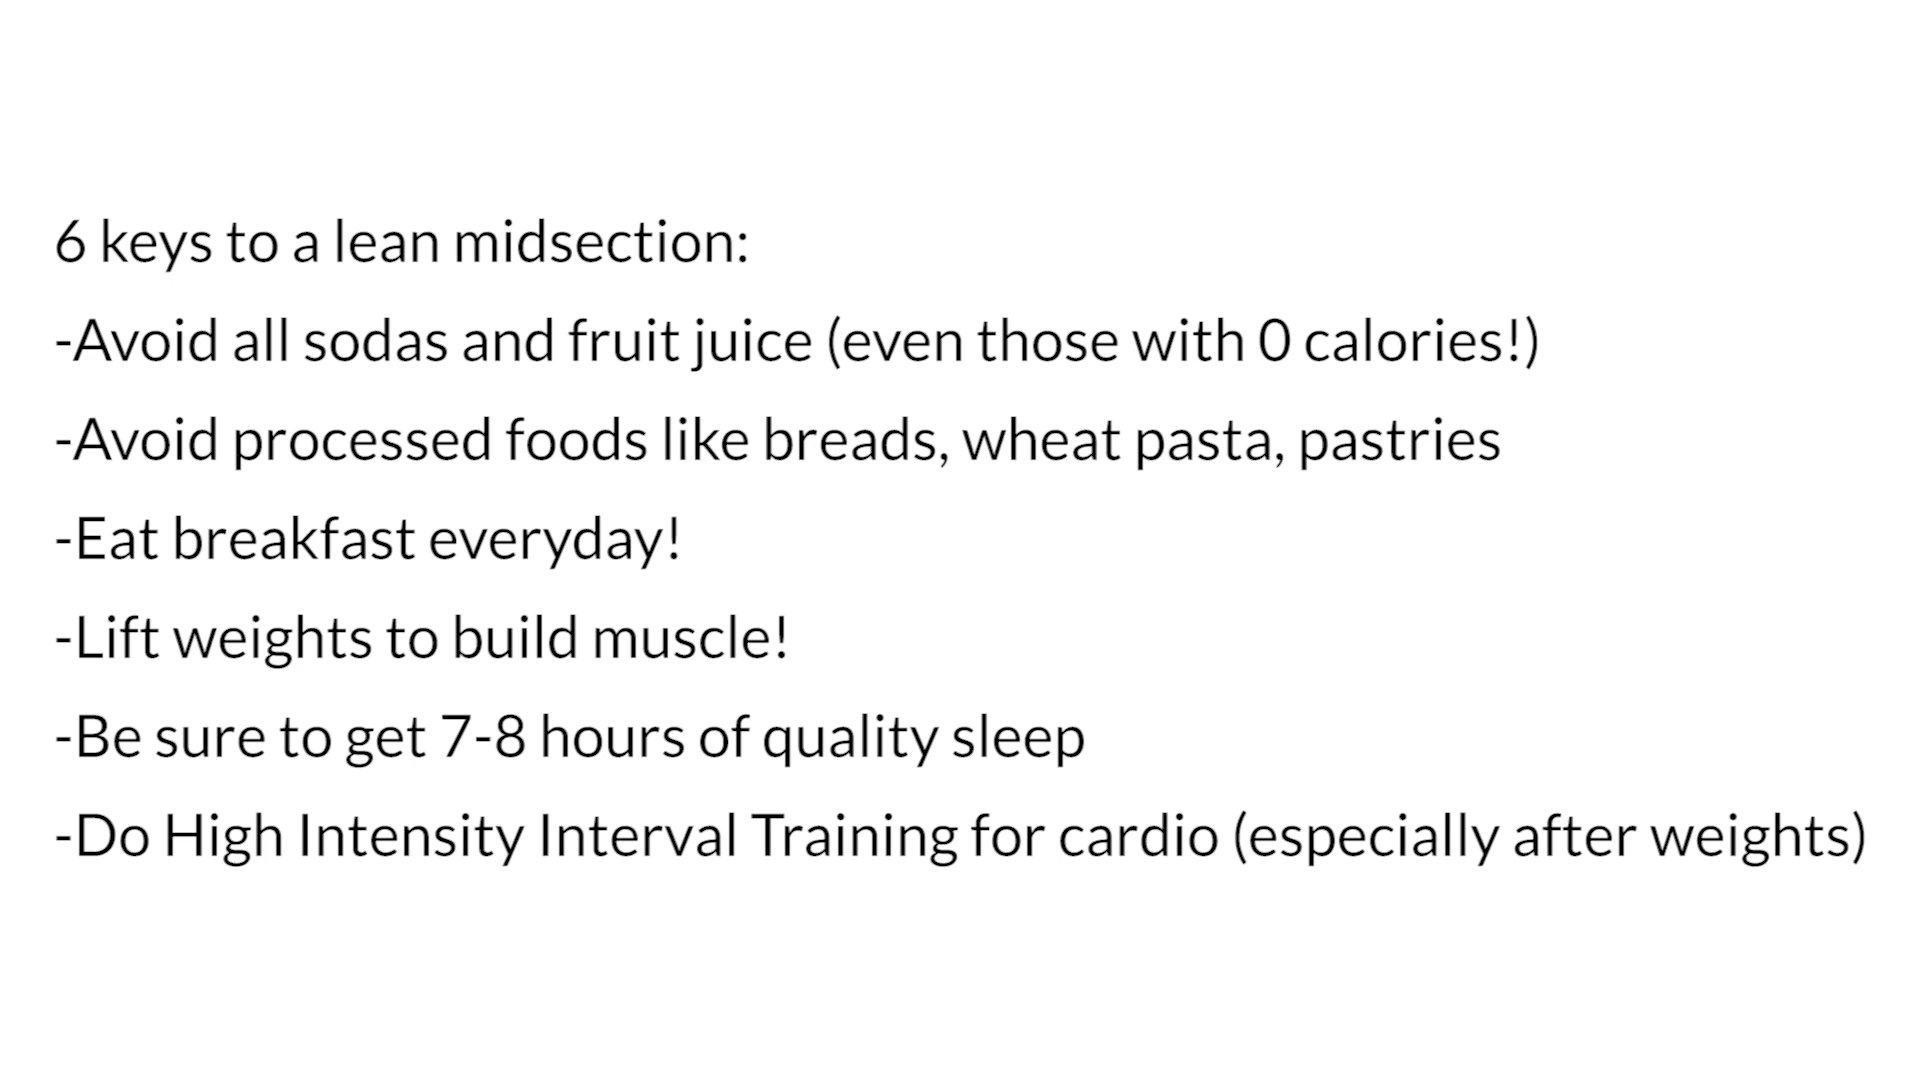 6 keys to a lean midsection:
-Avoid all sodas and fruit juice (even those with 0 calories!)
-Avoid processed foods like breads, wheat pasta, pastries
-Eat breakfast everyday!
-Lift weights to build muscle!
-Be sure to get 7-8 hours of quality sleep
-Do High Intensity Interval Training for cardio (especially after weights)